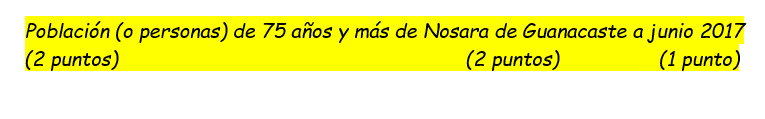 Población (o personas) de 75 años y más de Nosara de Guanacaste a junio 2017
(2 puntos) (2 puntos) (1 punto)